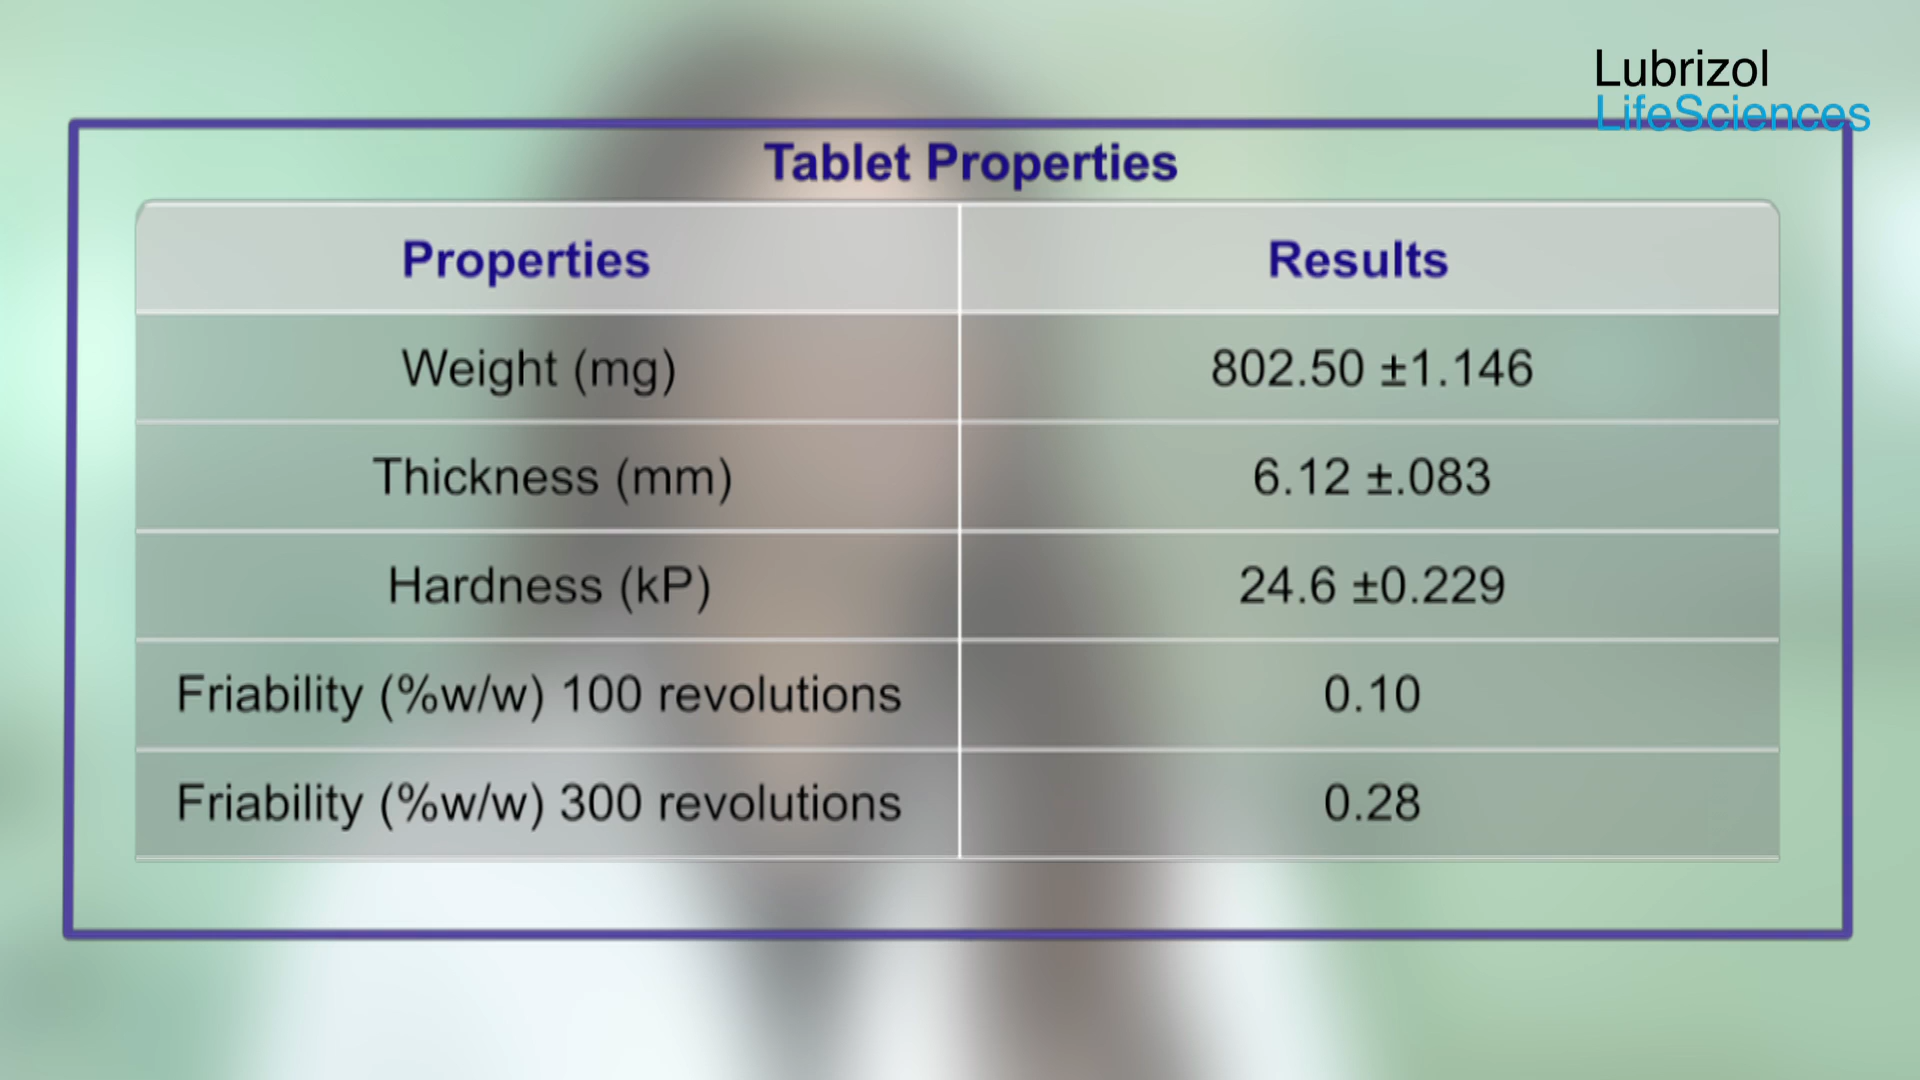 Lubrizol
LifeSciences
Tablet Properties
Properties Results
Weight (mg) 802.50 ±1.146
Thickness (mm) 6.12 ±.083
Hardness (kP) 24.6 ±0.229
Friability (%w/w) 100 revolutions 0.10
Friability (%w/w) 300 revolutions 0.28